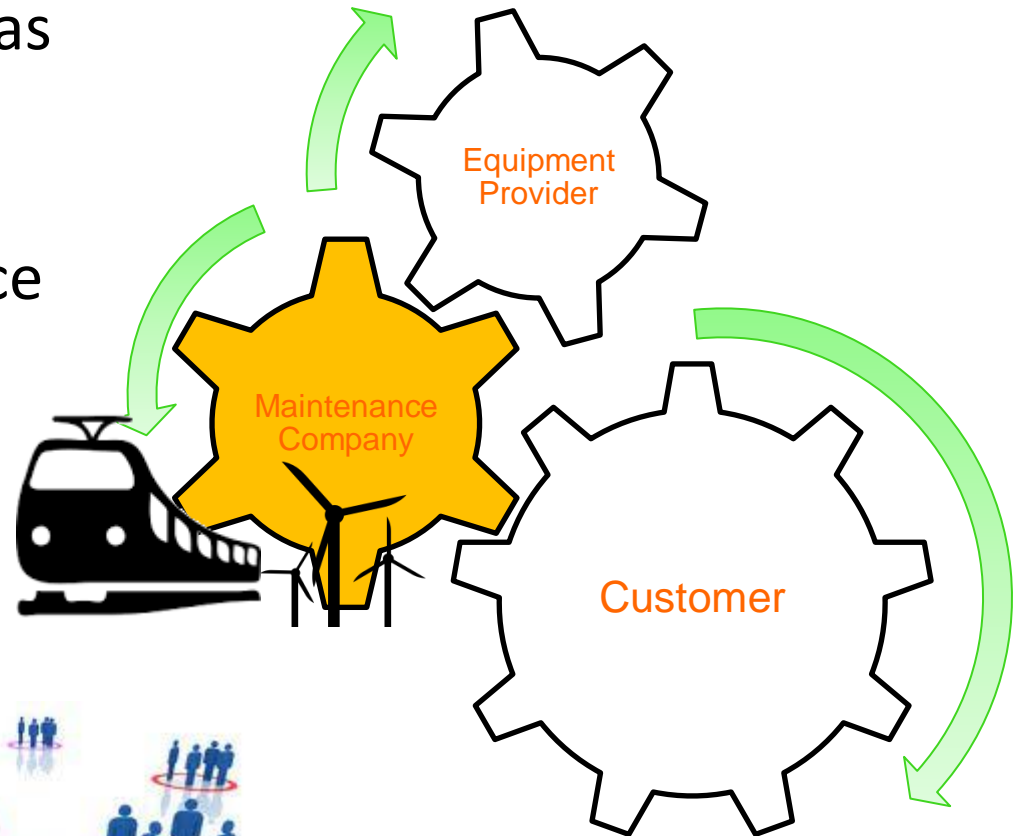 as
Equipment
Provider
ce
Maintenance
Company
Customer